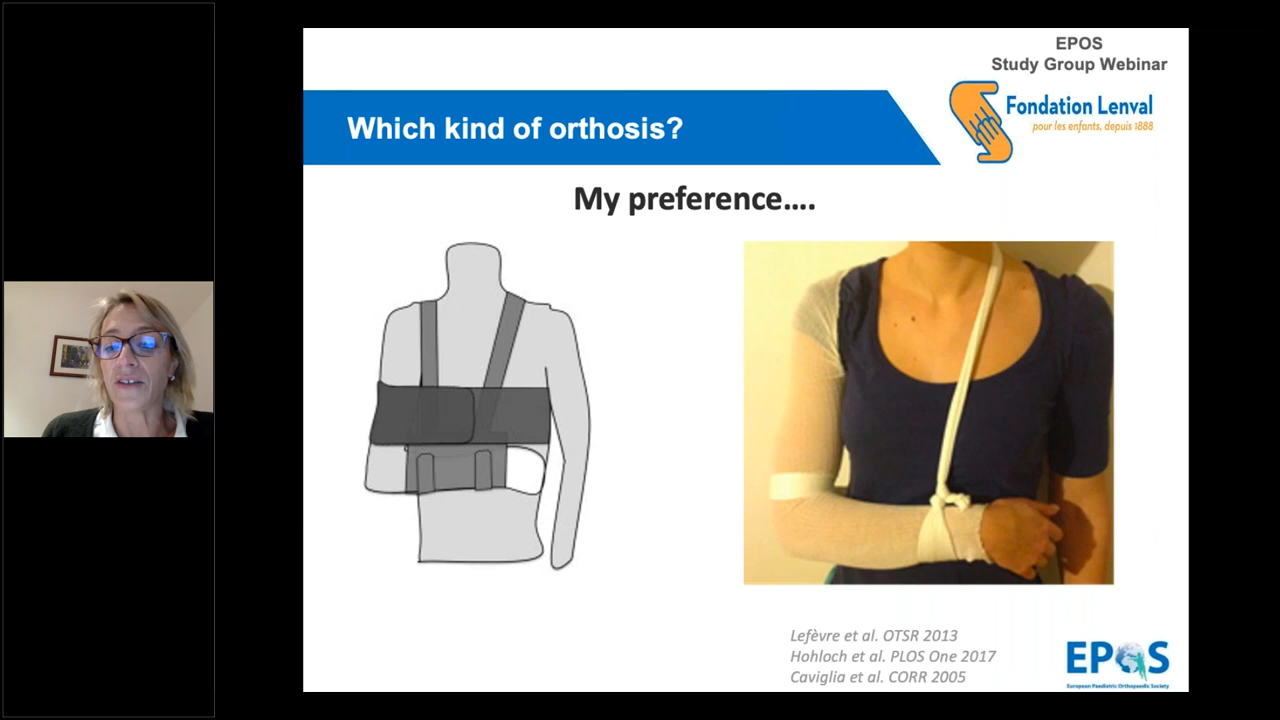 EPOS
Study Group Webinar
Fondation Lenval
pour les enfants, depuis 1888
Which kind of orthosis?
My preference....
Lefèvre et al. OTSR 2013
Hohloch et al. PLOS One 2017
Caviglia et al. CORR 2005
EPOS
European Paediatric Orthopaedic Society